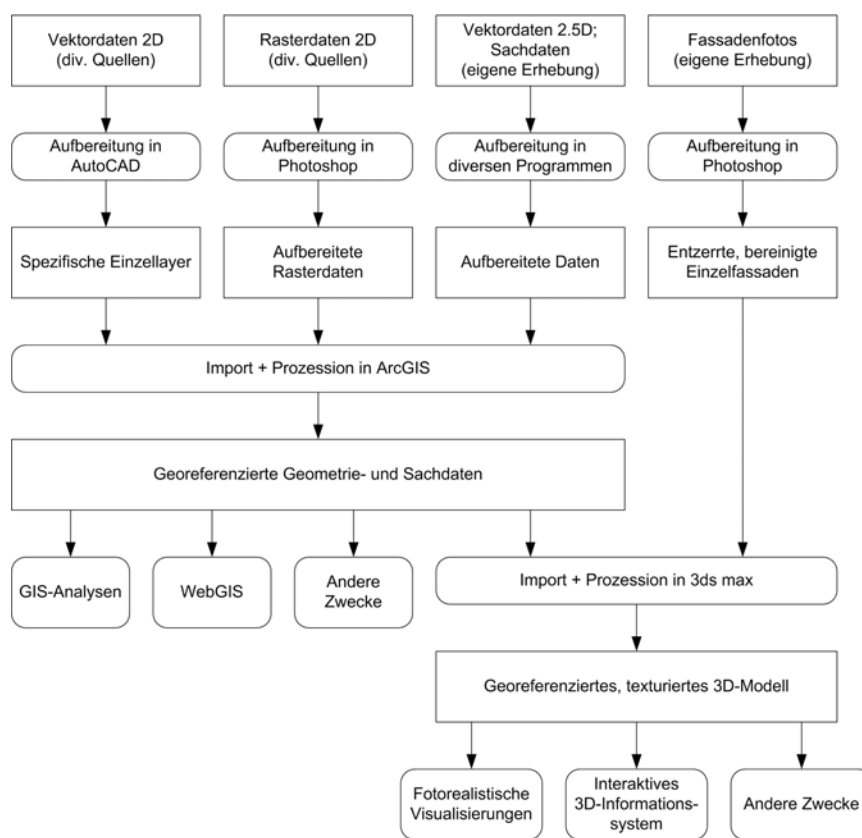 Vektordaten 2D
(div. Quellen)
Rasterdaten 2D
(div. Quellen)
Vektordaten 2.5D;
Sachdaten
(eigene Erhebung)
Fassadenfotos
(eigene Erhebung)
Aufbereitung in
AutoCAD
Aufbereitung in
Photoshop
Aufbereitung in
diversen Programmen
Aufbereitung in
Photoshop
Spezifische Einzellayer
Aufbereitete
Rasterdaten
Aufbereitete Daten
Entzerrte, bereinigte
Einzelfassaden
Import + Prozession in ArcGIS
Georeferenzierte Geometrie- und Sachdaten
GIS-Analysen
WebGIS
Andere
Zwecke
Import + Prozession in 3ds max
Georeferenziertes, texturiertes 3D-Modell
Fotorealistische
Visualisierungen
Interaktives
3D-Informations-
system
Andere Zwecke